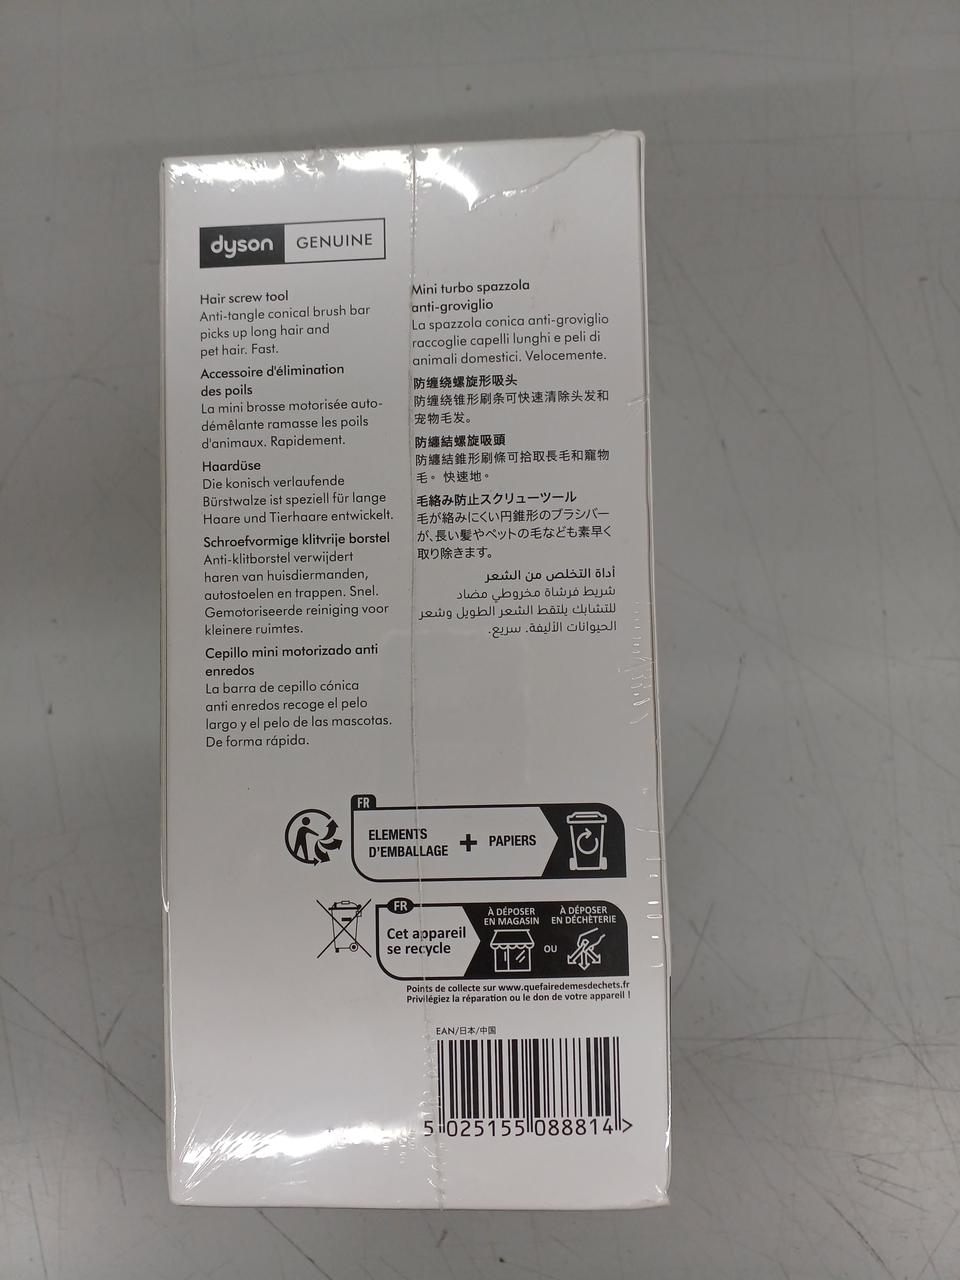 dyson GENUINE
Hair screw tool
Anti-tangle conical brush bar
picks up long hair and
pet hair. Fast.
Accessoire d'élimination
des poils
La mini brosse motorisée auto-
démêlante ramasse les poils
d'animaux. Rapidement.
Haardüse
Die konisch verlaufende
Bürstwalze ist speziell für lange
Haare und Tierhaare entwickelt.
Schroefvormige klitvrije borstel
Anti-klitborstel verwijdert
haren van huisdiermanden,
autostoelen en trappen. Snel.
Gemotoriseerde reiniging voor
kleinere ruimtes.
Cepillo mini motorizado anti
enredos
La barra de cepillo cónica
anti enredos recoge el pelo
largo y el pelo de las mascotas.
De forma rápida.
Mini turbo spazzola
anti-groviglio
La spazzola conica anti-groviglio
raccoglie capelli lunghi e peli di
animali domestici. Velocemente.
防缠绕螺旋形吸头
防缠绕锥形刷条可快速清除头发和
宠物毛发。
防纏結螺旋吸頭
防纏結錐形刷條可拾取長毛和寵物
毛。快速地。
毛絡み防止スクリューツール
毛が絡みにくい円錐形のブラシバー
が、長い髪やペットの毛なども素早く
取り除きます。
أداة التخلص من الشعر
شريط فرشاة مخروطي مضاد
للتشابك يلتقط الشعر الطويل وشعر
الحيوانات الأليفة. سريع.
FR
ELEMENTS
D'EMBALLAGE + PAPIERS
FR
Cet appareil
se recycle
À DÉPOSER
EN MAGASIN
OU
À DÉPOSER
EN DÉCHÈTERIE
Points de collecte sur www.quefairedemesdechets.fr
Privilégiez la réparation ou le don de votre appareil !
EAN/日本/中国
5 025155 088814 >